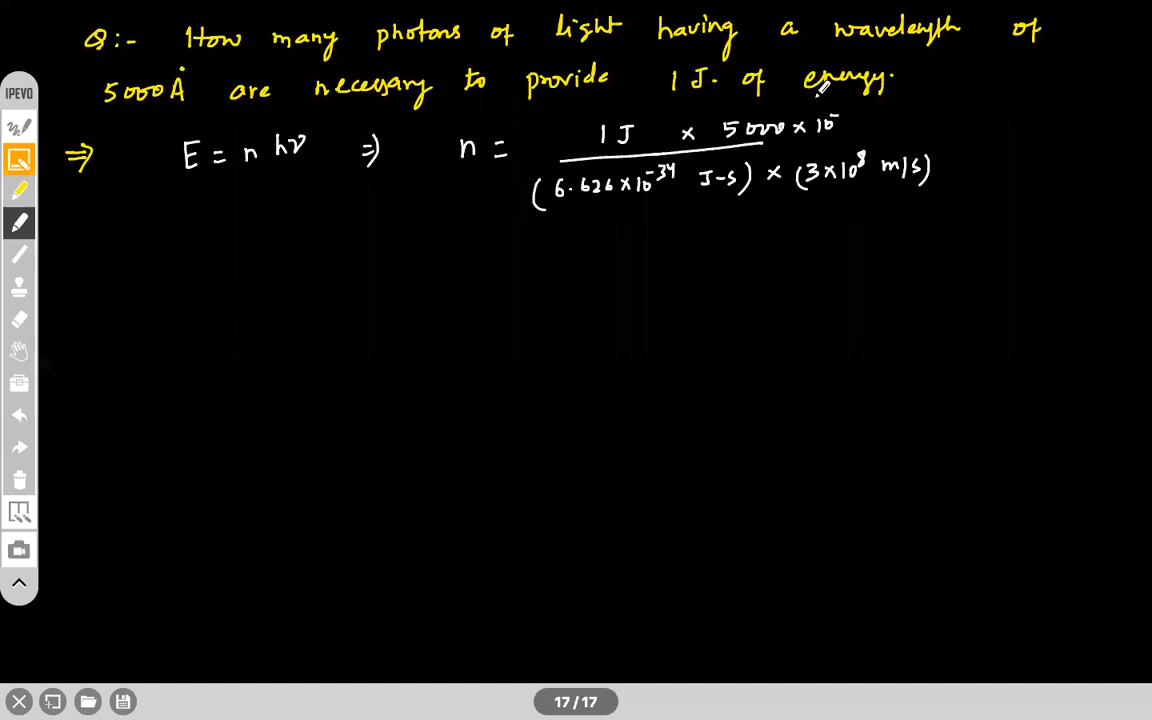 Q:- How many photons of light having a wavelength of
5000Å are necessary to provide 1 J. of energy.
⇒ E = n hν ⇒ n = 1 J × 5000 × 10⁻ / (6.626×10⁻³⁴ J-s) × (3×10⁸ m/s)
IPEVO
17/17